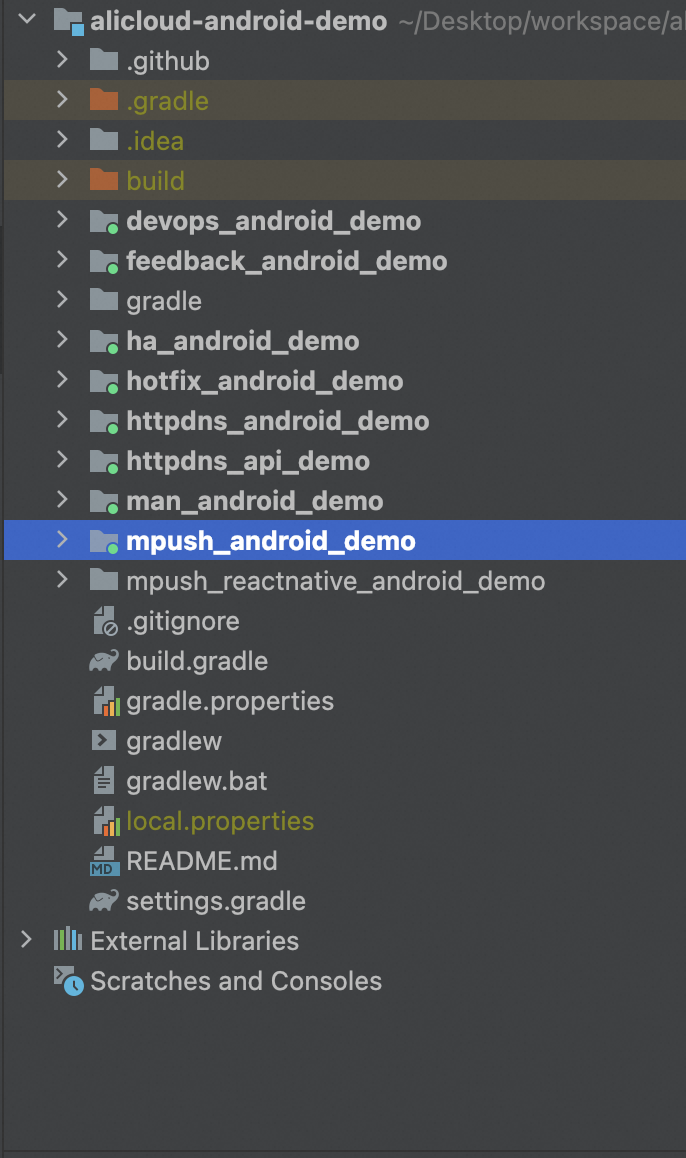 alicloud-android-demo ~/Desktop/workspace/al
.github
.gradle
.idea
build
devops_android_demo
feedback_android_demo
gradle
ha_android_demo
hotfix_android_demo
httpdns_android_demo
httpdns_api_demo
man_android_demo
mpush_android_demo
mpush_reactnative_android_demo
.gitignore
build.gradle
gradle.properties
gradlew
gradlew.bat
local.properties
MD README.md
settings.gradle
External Libraries
Scratches and Consoles